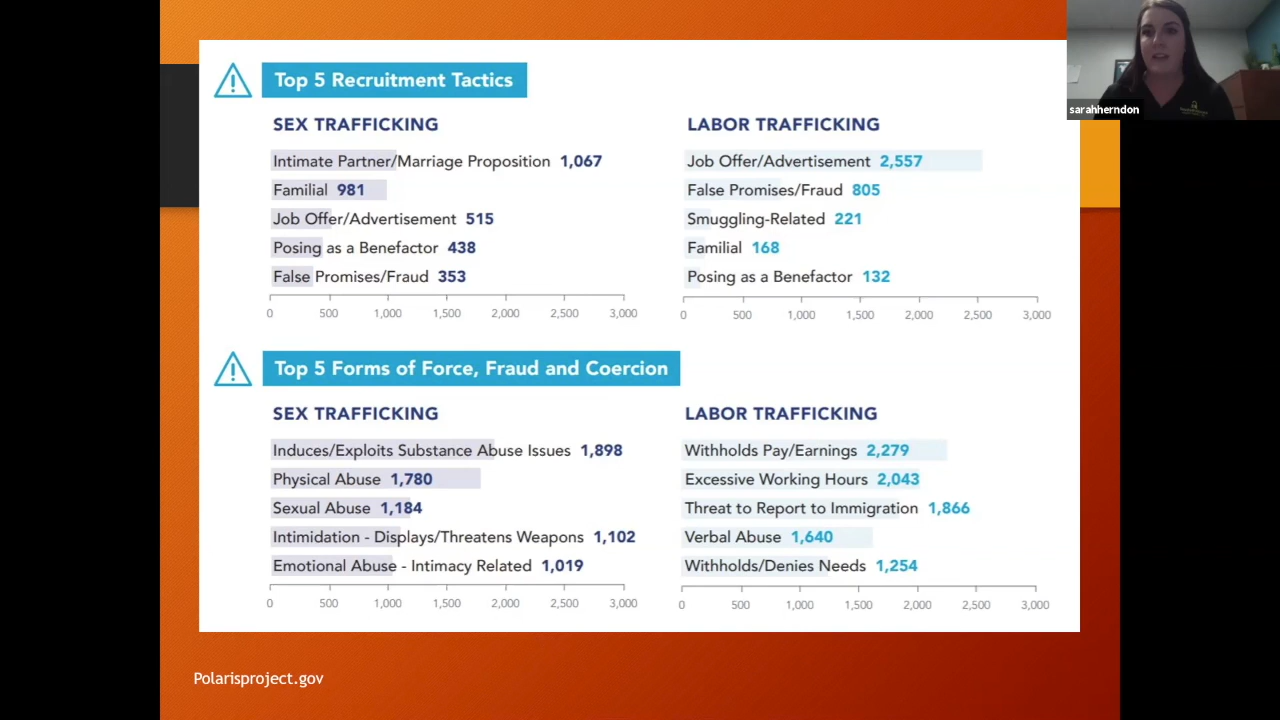 Top 5 Recruitment Tactics
SEX TRAFFICKING
Intimate Partner/Marriage Proposition 1,067
Familial 981
Job Offer/Advertisement 515
Posing as a Benefactor 438
False Promises/Fraud 353
0 500 1,000 1,500 2,000 2,500 3,000
LABOR TRAFFICKING
Job Offer/Advertisement 2,557
False Promises/Fraud 805
Smuggling-Related 221
Familial 168
Posing as a Benefactor 132
0 500 1,000 1,500 2,000 2,500 3,000
Top 5 Forms of Force, Fraud and Coercion
SEX TRAFFICKING
Induces/Exploits Substance Abuse Issues 1,898
Physical Abuse 1,780
Sexual Abuse 1,184
Intimidation - Displays/Threatens Weapons 1,102
Emotional Abuse - Intimacy Related 1,019
0 500 1,000 1,500 2,000 2,500 3,000
LABOR TRAFFICKING
Withholds Pay/Earnings 2,279
Excessive Working Hours 2,043
Threat to Report to Immigration 1,866
Verbal Abuse 1,640
Withholds/Denies Needs 1,254
0 500 1,000 1,500 2,000 2,500 3,000
Polarisproject.gov
sarahherndon